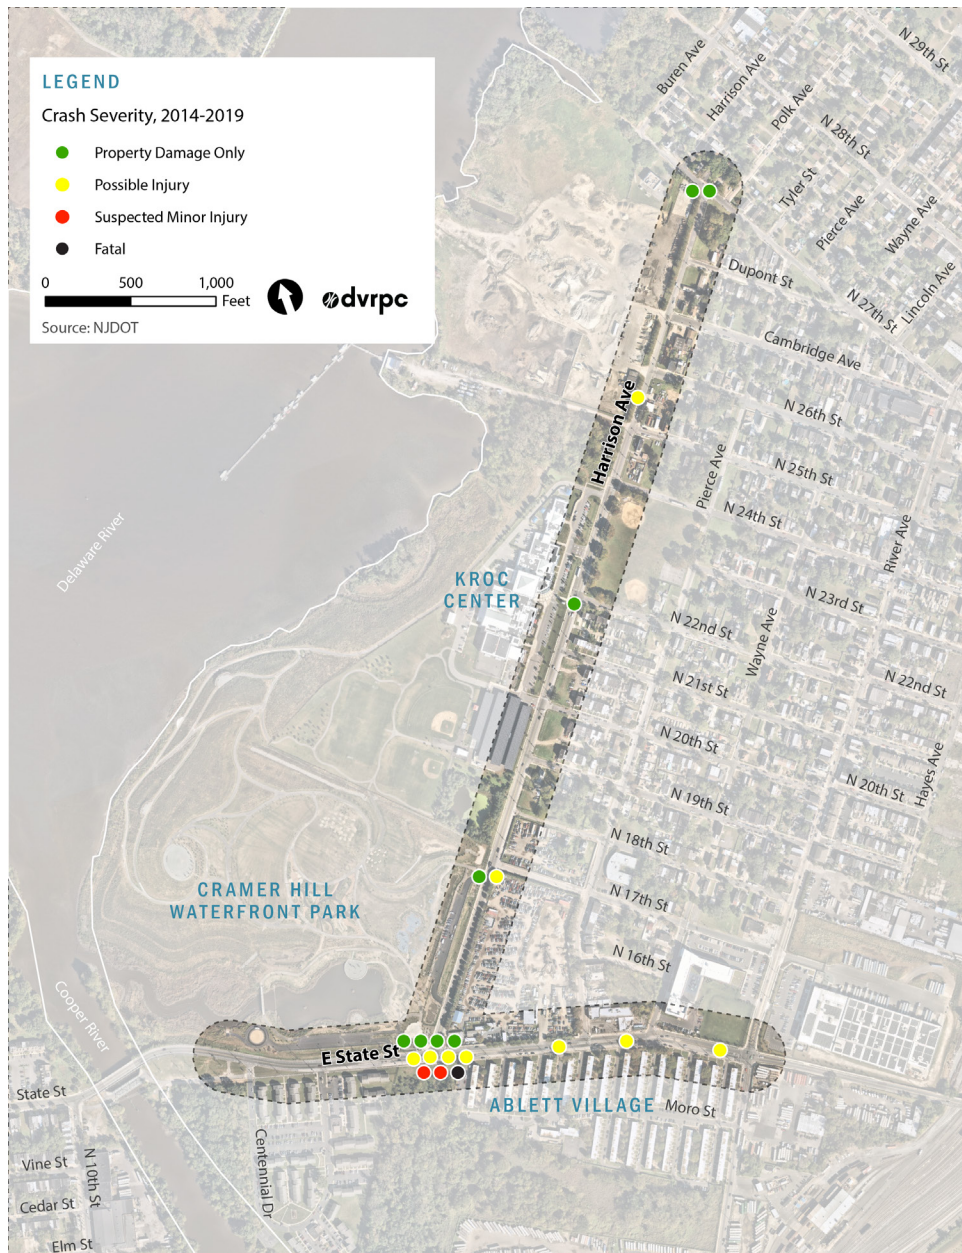 LEGEND
Crash Severity, 2014-2019
Property Damage Only
Possible Injury
Suspected Minor Injury
Fatal
0 500 1,000
Feet
dvrpc
Source: NJDOT
N 29th St
Buren Ave
Harrison Ave
Polk Ave
N 28th St
Tyler St
Pierce Ave
Wayne Ave
Lincoln Ave
Dupont St
N 27th St
Cambridge Ave
N 26th St
Harrison Ave
Pierce Ave
N 25th St
N 24th St
River Ave
Delaware River
KROC
CENTER
N 23rd St
N 22nd St
Wayne Ave
N 22nd St
N 21st St
N 20th St
N 20th St
Hayes Ave
N 19th St
N 18th St
CRAMER HILL
WATERFRONT PARK
N 17th St
N 16th St
Cooper River
E State St
State St
ABLETT VILLAGE
Moro St
Centennial Dr
Vine St
N 10th St
Cedar St
Elm St